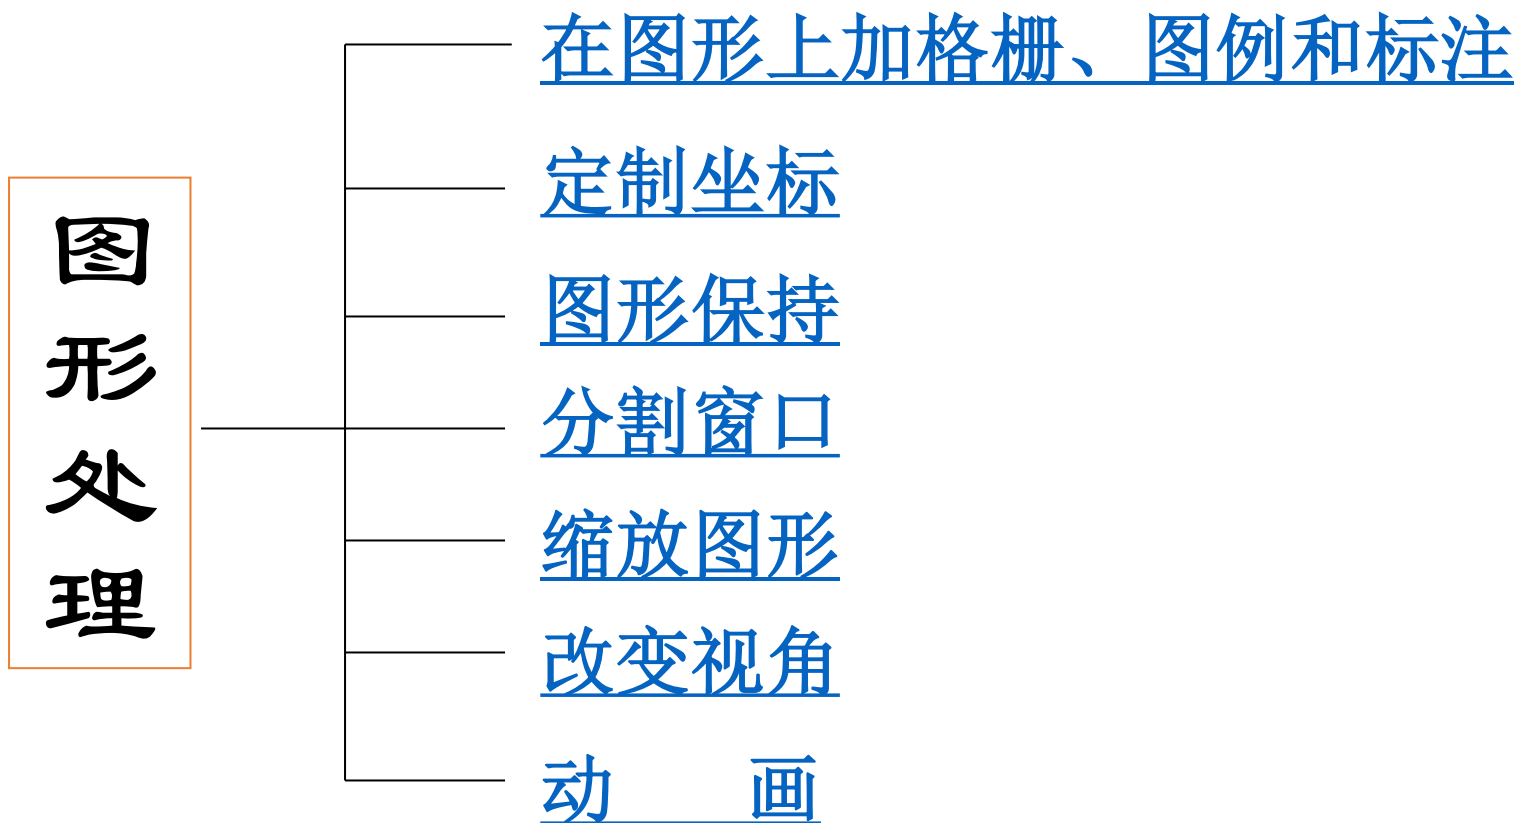 图形处理
在图形上加格栅、图例和标注
定制坐标
图形保持
分割窗口
缩放图形
改变视角
动 画